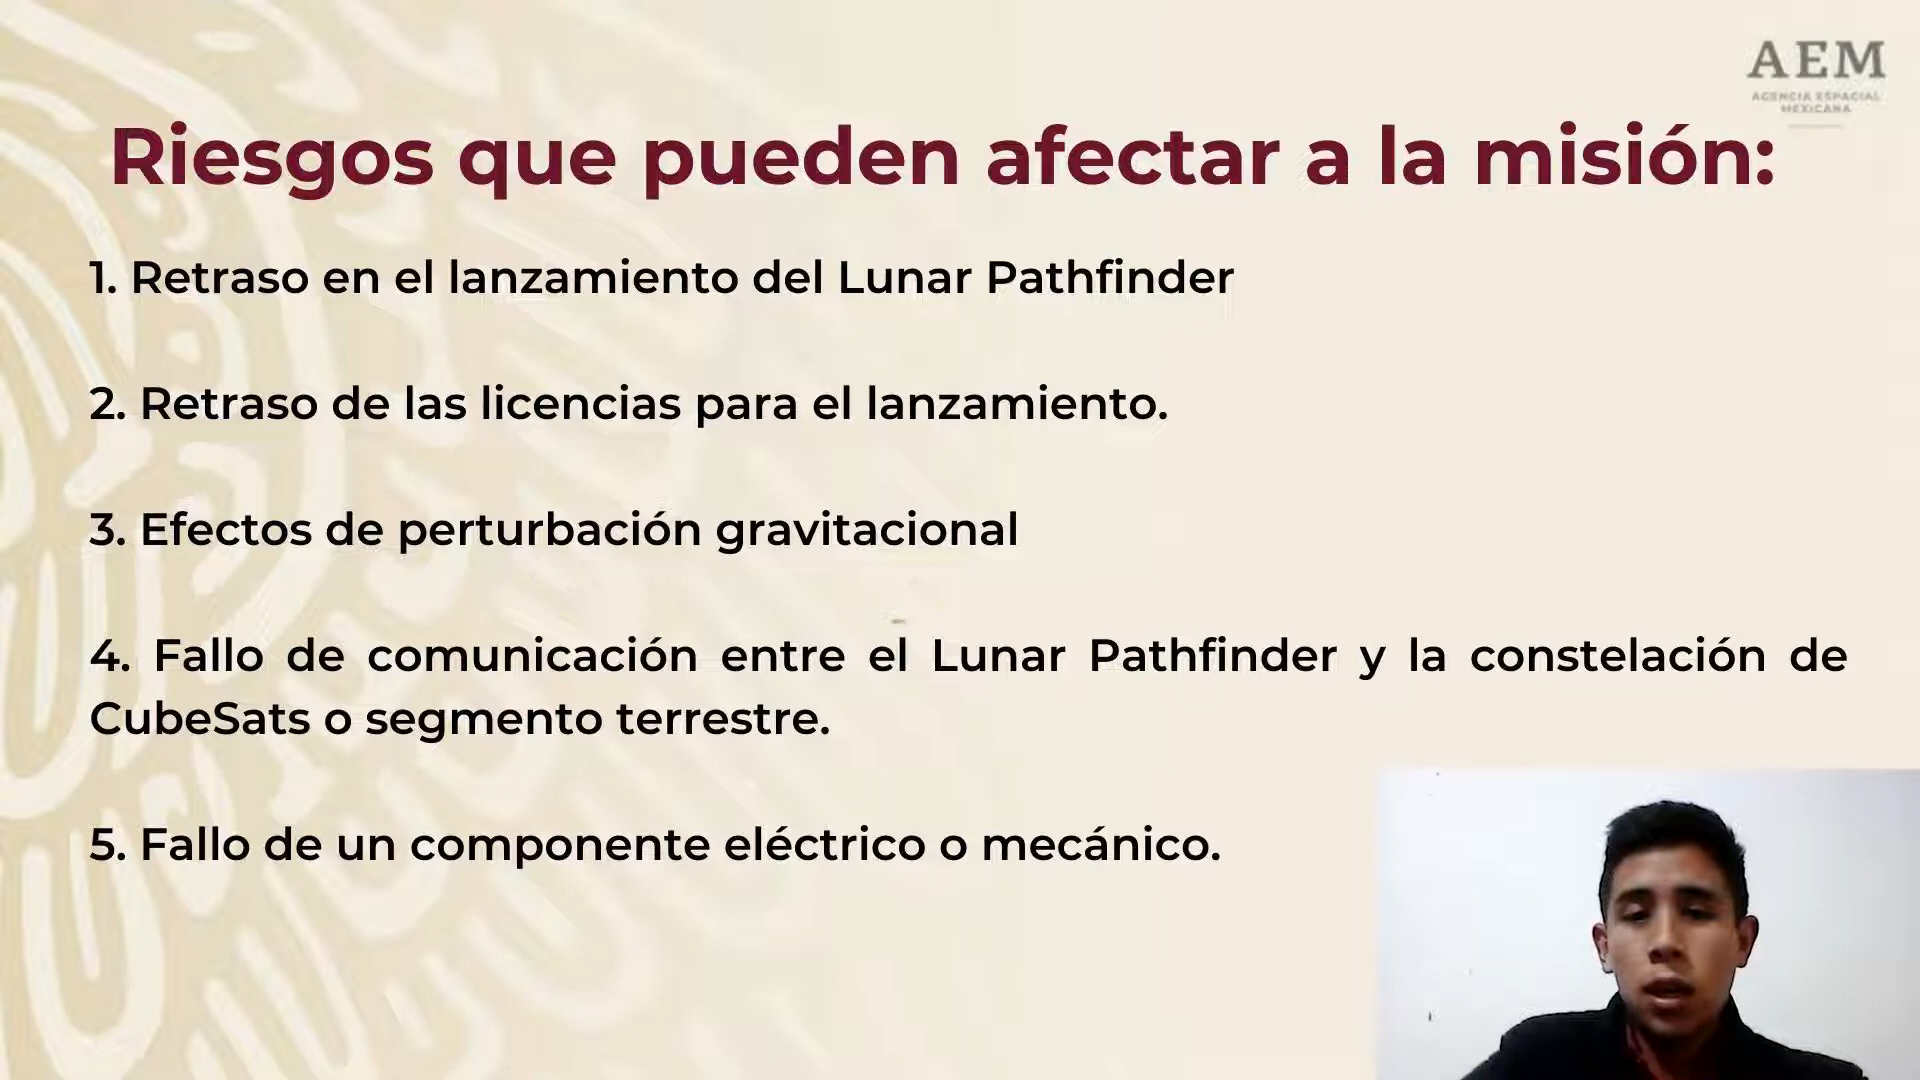 AEM
AGENCIA ESPACIAL
MEXICANA
Riesgos que pueden afectar a la misión:
1. Retraso en el lanzamiento del Lunar Pathfinder
2. Retraso de las licencias para el lanzamiento.
3. Efectos de perturbación gravitacional
4. Fallo de comunicación entre el Lunar Pathfinder y la constelación de
CubeSats o segmento terrestre.
5. Fallo de un componente eléctrico o mecánico.